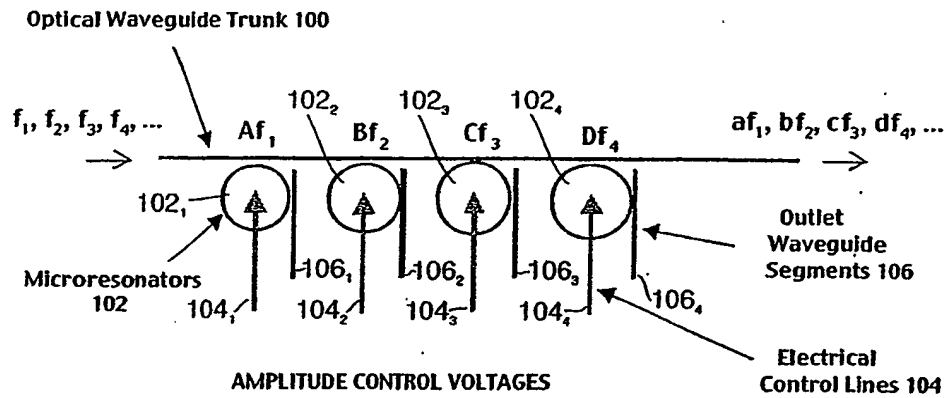 Optical Waveguide Trunk 100
f₁, f₂, f₃, f₄, ...
Af₁
102₂
Bf₂
102₃
Cf₃
102₄
Df₄
af₁, bf₂, cf₃, df₄, ...
102₁
Microresonators
102
104₁
106₁
104₂
106₂
104₃
106₃
104₄
106₄
Outlet
Waveguide
Segments 106
Electrical
Control Lines 104
AMPLITUDE CONTROL VOLTAGES